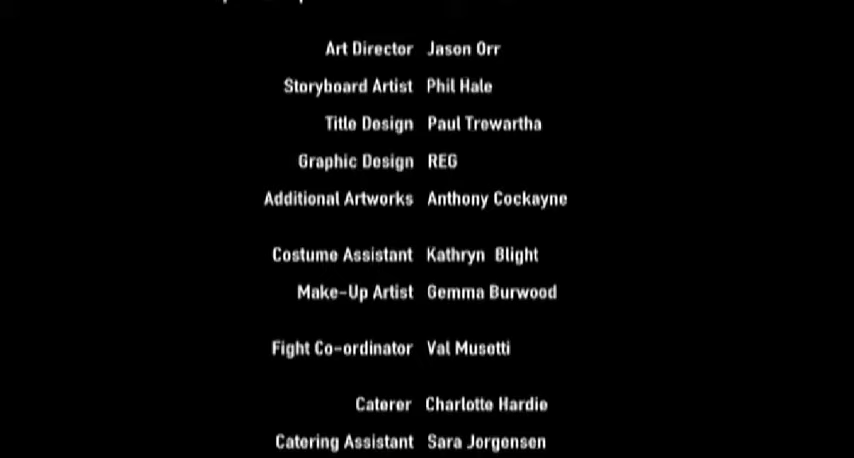 Art Director Jason Orr
Storyboard Artist Phil Hale
Title Design Paul Trewartha
Graphic Design REG
Additional Artworks Anthony Cockayne
Costume Assistant Kathryn Blight
Make-Up Artist Gemma Burwood
Fight Co-ordinator Val Musetti
Caterer Charlotte Hardie
Catering Assistant Sara Jorgensen